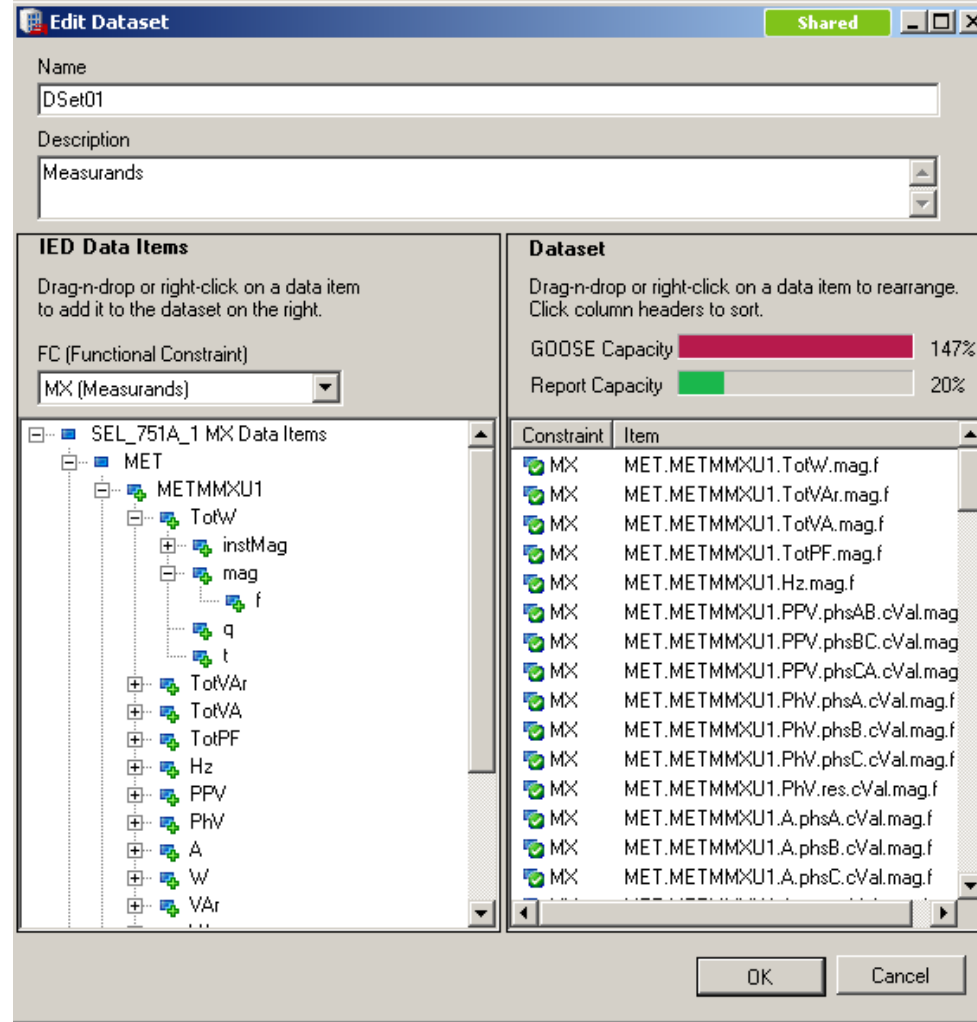 Edit Dataset
Shared
Name
DSet01
Description
Measurands
IED Data Items
Drag-n-drop or right-click on a data item
to add it to the dataset on the right.
FC (Functional Constraint)
MX (Measurands)
SEL_751A_1 MX Data Items
MET
METMMXU1
TotW
instMag
mag
f
q
t
TotVAr
TotVA
TotPF
Hz
PPV
PhV
A
W
VAr
Dataset
Drag-n-drop or right-click on a data item to rearrange.
Click column headers to sort.
GOOSE Capacity 147%
Report Capacity 20%
Constraint Item
MX MET.METMMXU1.TotW.mag.f
MX MET.METMMXU1.TotVAr.mag.f
MX MET.METMMXU1.TotVA.mag.f
MX MET.METMMXU1.TotPF.mag.f
MX MET.METMMXU1.Hz.mag.f
MX MET.METMMXU1.PPV.phsAB.cVal.mag
MX MET.METMMXU1.PPV.phsBC.cVal.mag
MX MET.METMMXU1.PPV.phsCA.cVal.mag
MX MET.METMMXU1.PhV.phsA.cVal.mag.f
MX MET.METMMXU1.PhV.phsB.cVal.mag.f
MX MET.METMMXU1.PhV.phsC.cVal.mag.f
MX MET.METMMXU1.PhV.res.cVal.mag.f
MX MET.METMMXU1.A.phsA.cVal.mag.f
MX MET.METMMXU1.A.phsB.cVal.mag.f
MX MET.METMMXU1.A.phsC.cVal.mag.f
OK
Cancel